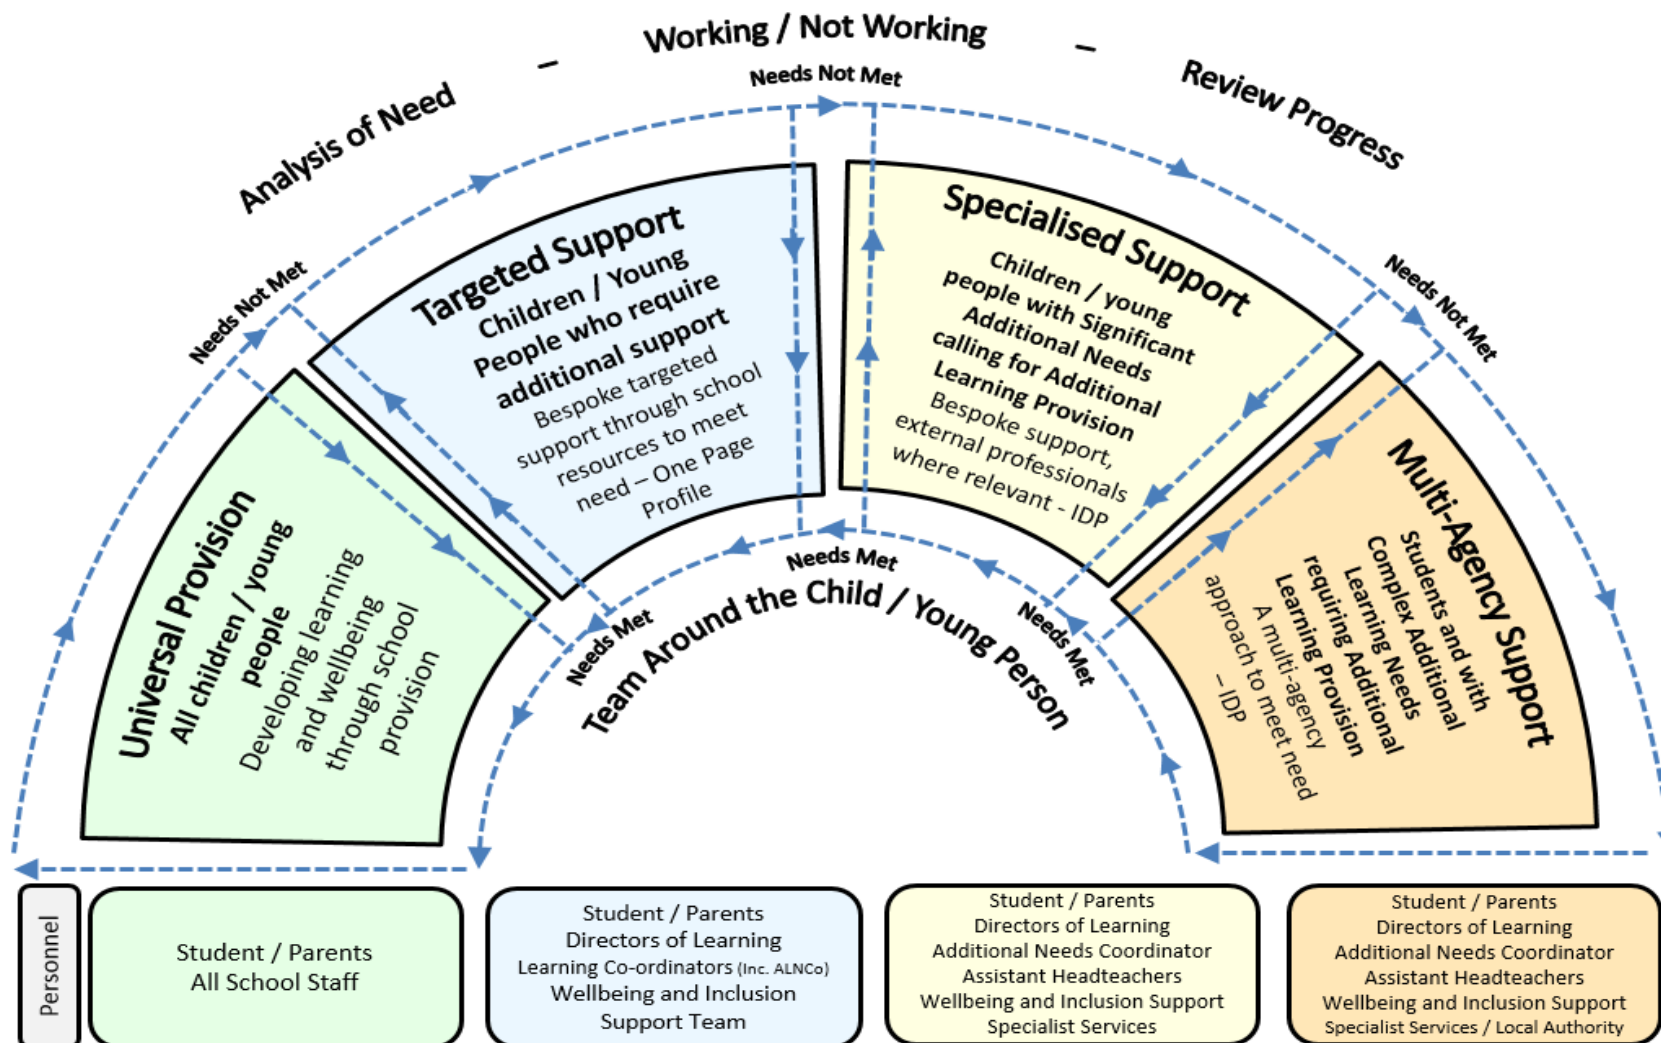 Analysis of Need – Working / Not Working – Review Progress
Needs Not Met
Needs Not Met
Needs Not Met
Universal Provision
All children / young
people
Developing learning
and wellbeing
through school
provision
Targeted Support
Children / Young
People who require
additional support
Bespoke targeted
support through school
resources to meet
need – One Page
Profile
Specialised Support
Children / young
people with Significant
Additional Needs
calling for Additional
Learning Provision
Bespoke support,
external professionals
where relevant - IDP
Multi-Agency Support
Students and with
Complex Additional
Learning Needs
requiring Additional
Learning Provision
A multi-agency
approach to meet need
– IDP
Needs Met
Needs Met
Needs Met
Team Around the Child / Young Person
Personnel
Student / Parents
All School Staff
Student / Parents
Directors of Learning
Learning Co-ordinators (Inc. ALNCo)
Wellbeing and Inclusion
Support Team
Student / Parents
Directors of Learning
Additional Needs Coordinator
Assistant Headteachers
Wellbeing and Inclusion Support
Specialist Services
Student / Parents
Directors of Learning
Additional Needs Coordinator
Assistant Headteachers
Wellbeing and Inclusion Support
Specialist Services / Local Authority